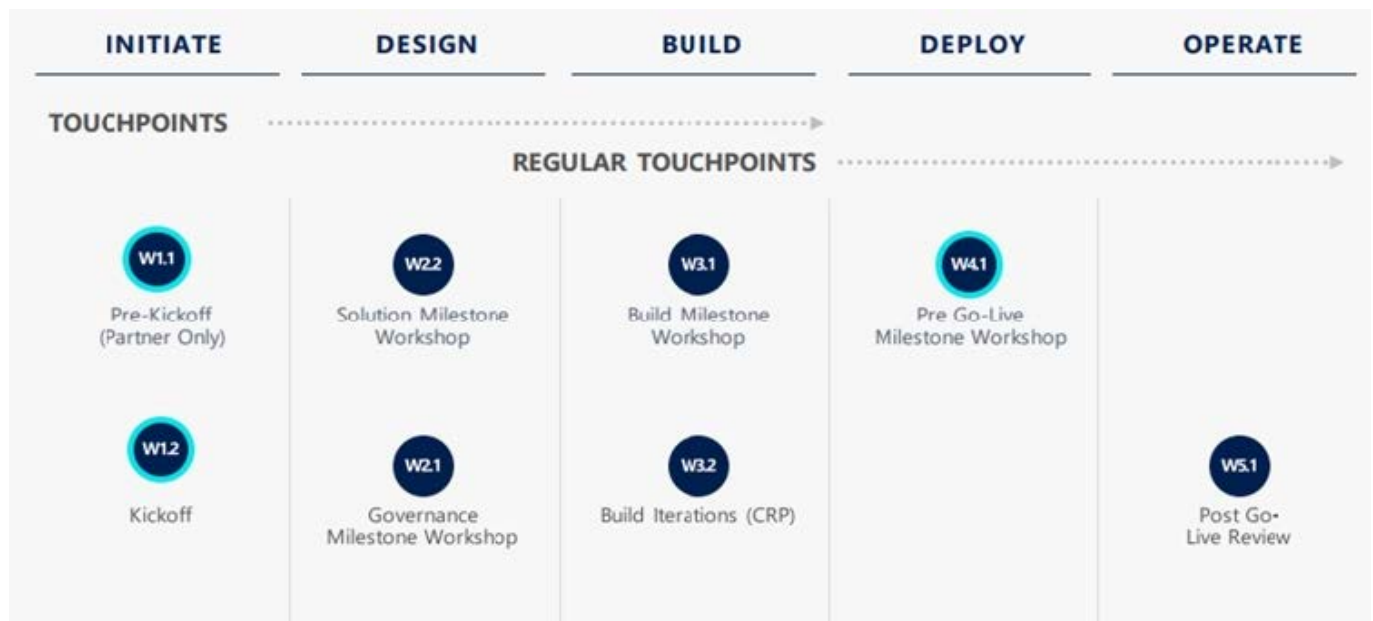 INITIATE
DESIGN
BUILD
DEPLOY
OPERATE
TOUCHPOINTS
REGULAR TOUCHPOINTS
W1.1
Pre-Kickoff
(Partner Only)
W2.2
Solution Milestone
Workshop
W3.1
Build Milestone
Workshop
W4.1
Pre Go-Live
Milestone Workshop
W1.2
Kickoff
W2.1
Governance
Milestone Workshop
W3.2
Build Iterations (CRP)
W5.1
Post Go-
Live Review